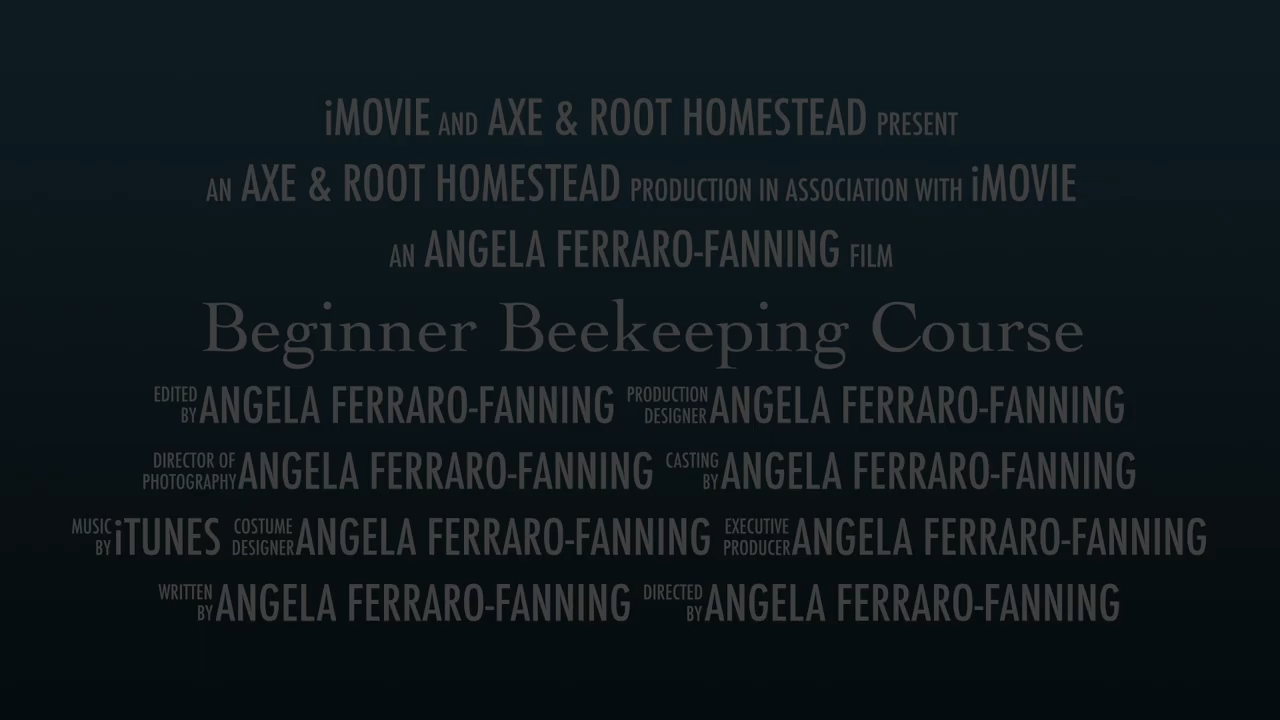 iMOVIE AND AXE & ROOT HOMESTEAD PRESENT
AN AXE & ROOT HOMESTEAD PRODUCTION IN ASSOCIATION WITH iMOVIE
AN ANGELA FERRARO-FANNING FILM
Beginner Beekeeping Course
EDITED BY ANGELA FERRARO-FANNING PRODUCTION DESIGNER ANGELA FERRARO-FANNING
DIRECTOR OF PHOTOGRAPHY ANGELA FERRARO-FANNING CASTING BY ANGELA FERRARO-FANNING
MUSIC BY iTUNES COSTUME DESIGNER ANGELA FERRARO-FANNING EXECUTIVE PRODUCER ANGELA FERRARO-FANNING
WRITTEN BY ANGELA FERRARO-FANNING DIRECTED BY ANGELA FERRARO-FANNING